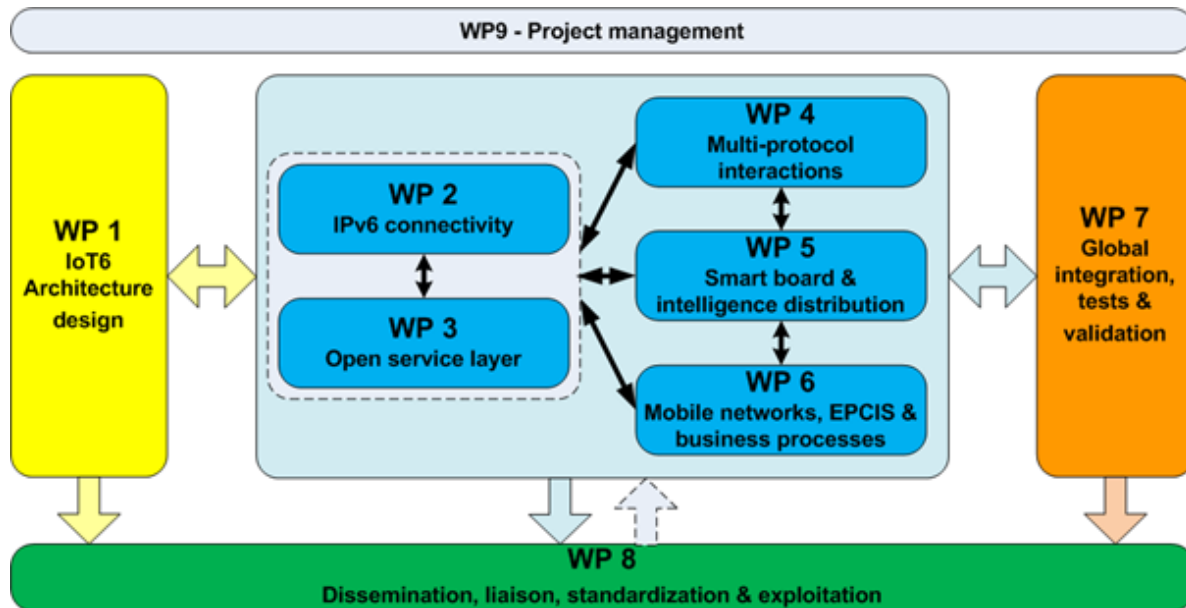 WP9 - Project management
WP 1
IoT6
Architecture
design
WP 2
IPv6 connectivity
WP 3
Open service layer
WP 4
Multi-protocol
interactions
WP 5
Smart board &
intelligence distribution
WP 6
Mobile networks, EPCIS &
business processes
WP 7
Global
integration,
tests &
validation
WP 8
Dissemination, liaison, standardization & exploitation